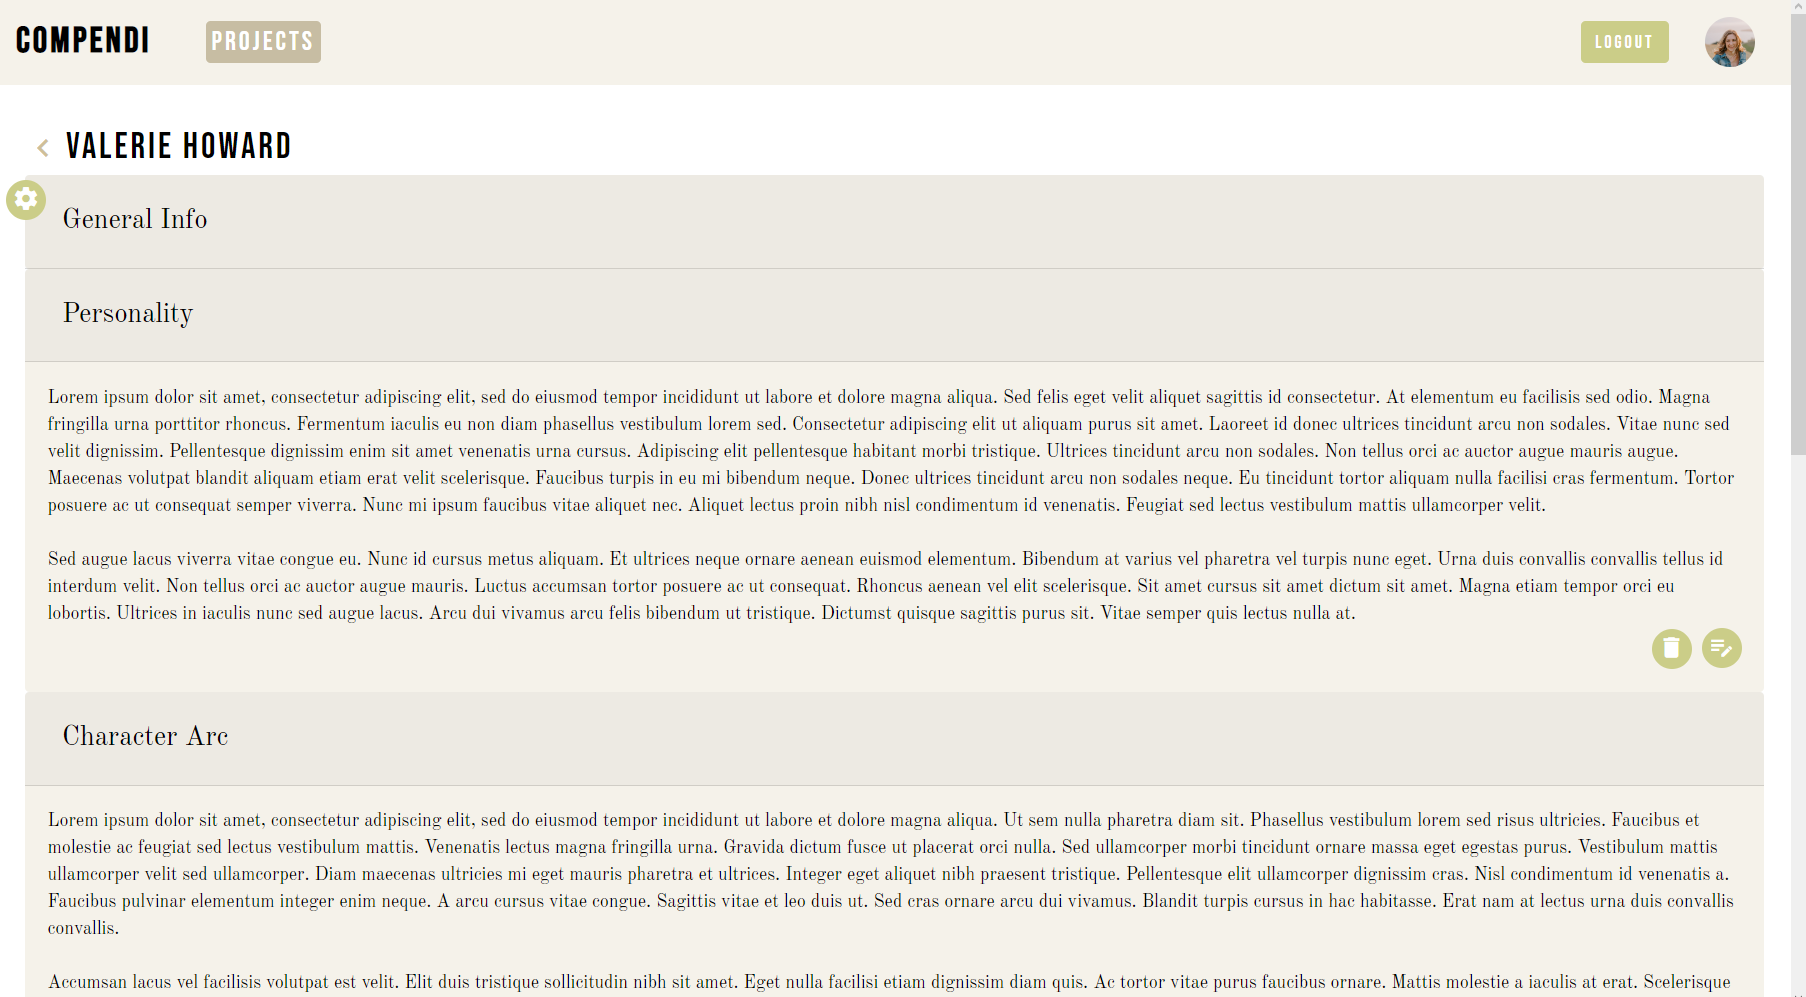 COMPENDI
PROJECTS
LOGOUT
VALERIE HOWARD
General Info
Personality
Lorem ipsum dolor sit amet, consectetur adipiscing elit, sed do eiusmod tempor incididunt ut labore et dolore magna aliqua. Sed felis eget velit aliquet sagittis id consectetur. At elementum eu facilisis sed odio. Magna
fringilla urna porttitor rhoncus. Fermentum iaculis eu non diam phasellus vestibulum lorem sed. Consectetur adipiscing elit ut aliquam purus sit amet. Laoreet id donec ultrices tincidunt arcu non sodales. Vitae nunc sed
velit dignissim. Pellentesque dignissim enim sit amet venenatis urna cursus. Adipiscing elit pellentesque habitant morbi tristique. Ultrices tincidunt arcu non sodales. Non tellus orci ac auctor augue mauris augue.
Maecenas volutpat blandit aliquam etiam erat velit scelerisque. Faucibus turpis in eu mi bibendum neque. Donec ultrices tincidunt arcu non sodales neque. Eu tincidunt tortor aliquam nulla facilisi cras fermentum. Tortor
posuere ac ut consequat semper viverra. Nunc mi ipsum faucibus vitae aliquet nec. Aliquet lectus proin nibh nisl condimentum id venenatis. Feugiat sed lectus vestibulum mattis ullamcorper velit.
Sed augue lacus viverra vitae congue eu. Nunc id cursus metus aliquam. Et ultrices neque ornare aenean euismod elementum. Bibendum at varius vel pharetra vel turpis nunc eget. Urna duis convallis convallis tellus id
interdum velit. Non tellus orci ac auctor augue mauris. Luctus accumsan tortor posuere ac ut consequat. Rhoncus aenean vel elit scelerisque. Sit amet cursus sit amet dictum sit amet. Magna etiam tempor orci eu
lobortis. Ultrices in iaculis nunc sed augue lacus. Arcu dui vivamus arcu felis bibendum ut tristique. Dictumst quisque sagittis purus sit. Vitae semper quis lectus nulla at.
Character Arc
Lorem ipsum dolor sit amet, consectetur adipiscing elit, sed do eiusmod tempor incididunt ut labore et dolore magna aliqua. Ut sem nulla pharetra diam sit. Phasellus vestibulum lorem sed risus ultricies. Faucibus et
molestie ac feugiat sed lectus vestibulum mattis. Venenatis lectus magna fringilla urna. Gravida dictum fusce ut placerat orci nulla. Sed ullamcorper morbi tincidunt ornare massa eget egestas purus. Vestibulum mattis
ullamcorper velit sed ullamcorper. Diam maecenas ultricies mi eget mauris pharetra et ultrices. Integer eget aliquet nibh praesent tristique. Pellentesque elit ullamcorper dignissim cras. Nisl condimentum id venenatis a.
Faucibus pulvinar elementum integer enim neque. A arcu cursus vitae congue. Sagittis vitae et leo duis ut. Sed cras ornare arcu dui vivamus. Blandit turpis cursus in hac habitasse. Erat nam at lectus urna duis convallis
convallis.
Accumsan lacus vel facilisis volutpat est velit. Elit duis tristique sollicitudin nibh sit amet. Eget nulla facilisi etiam dignissim diam quis. Ac tortor vitae purus faucibus ornare. Mattis molestie a iaculis at erat. Scelerisque